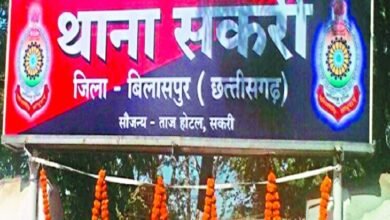 थाना सकरी
जिला - बिलासपुर ( छत्तीसगढ़ )
सौजन्य - ताज होटल, सकरी